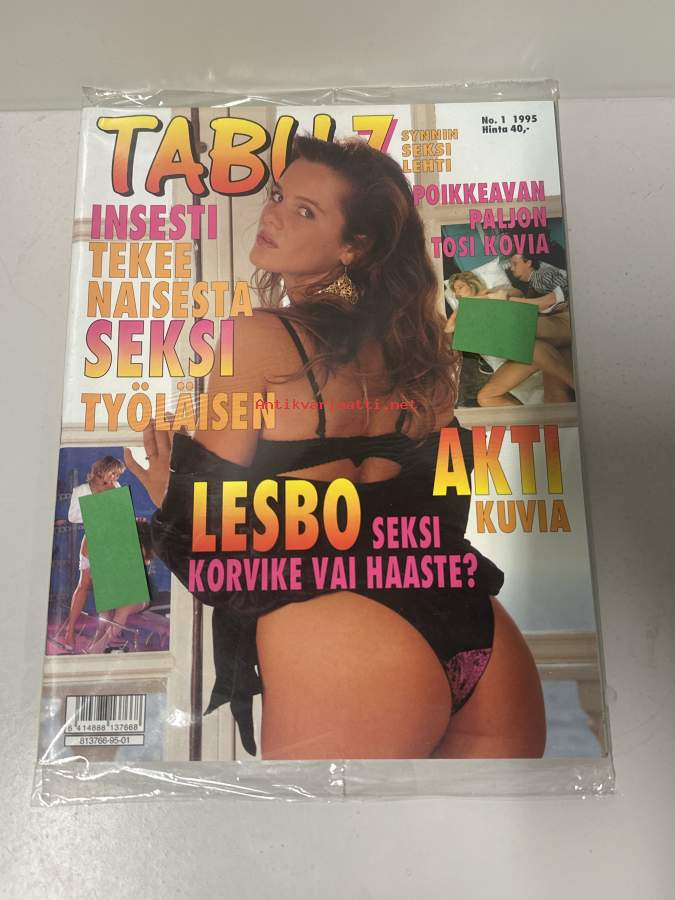 TABU 7
SYNNIN
SEKSI
LEHTI
No. 1 1995
Hinta 40,-
POIKKEAVAN
PALJON
TOSI KOVIA
INSESTI
TEKEE
NAISESTA
SEKSI
TYÖLÄISEN
Antikvariaatti.net
AKTI
KUVIA
LESBO SEKSI
KORVIKE VAI HAASTE?
6 414888 137668
813766-95-01